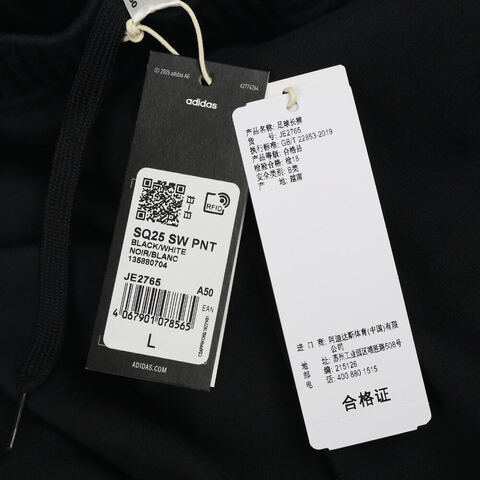 50
© 2025 adidas AG
A2774264
adidas
RFID
SQ25 SW PNT
BLACK/WHITE
NOIR/BLANC
135990704
JE2765
A50
EAN
4 067901 078565
L
ADIDAS.COM
产品名称: 足球长裤
货 号: JE2765
执行标准: GB/T 22853-2019
产品等级: 合格品
检验合格: 检18
安全类别: B类
产 地: 越南
进 口 商: 阿迪达斯体育(中国)有限
公司
地 址: 苏州工业园区唯胜路508号
邮 编: 215126
电 话: 400 880 1515
合格证